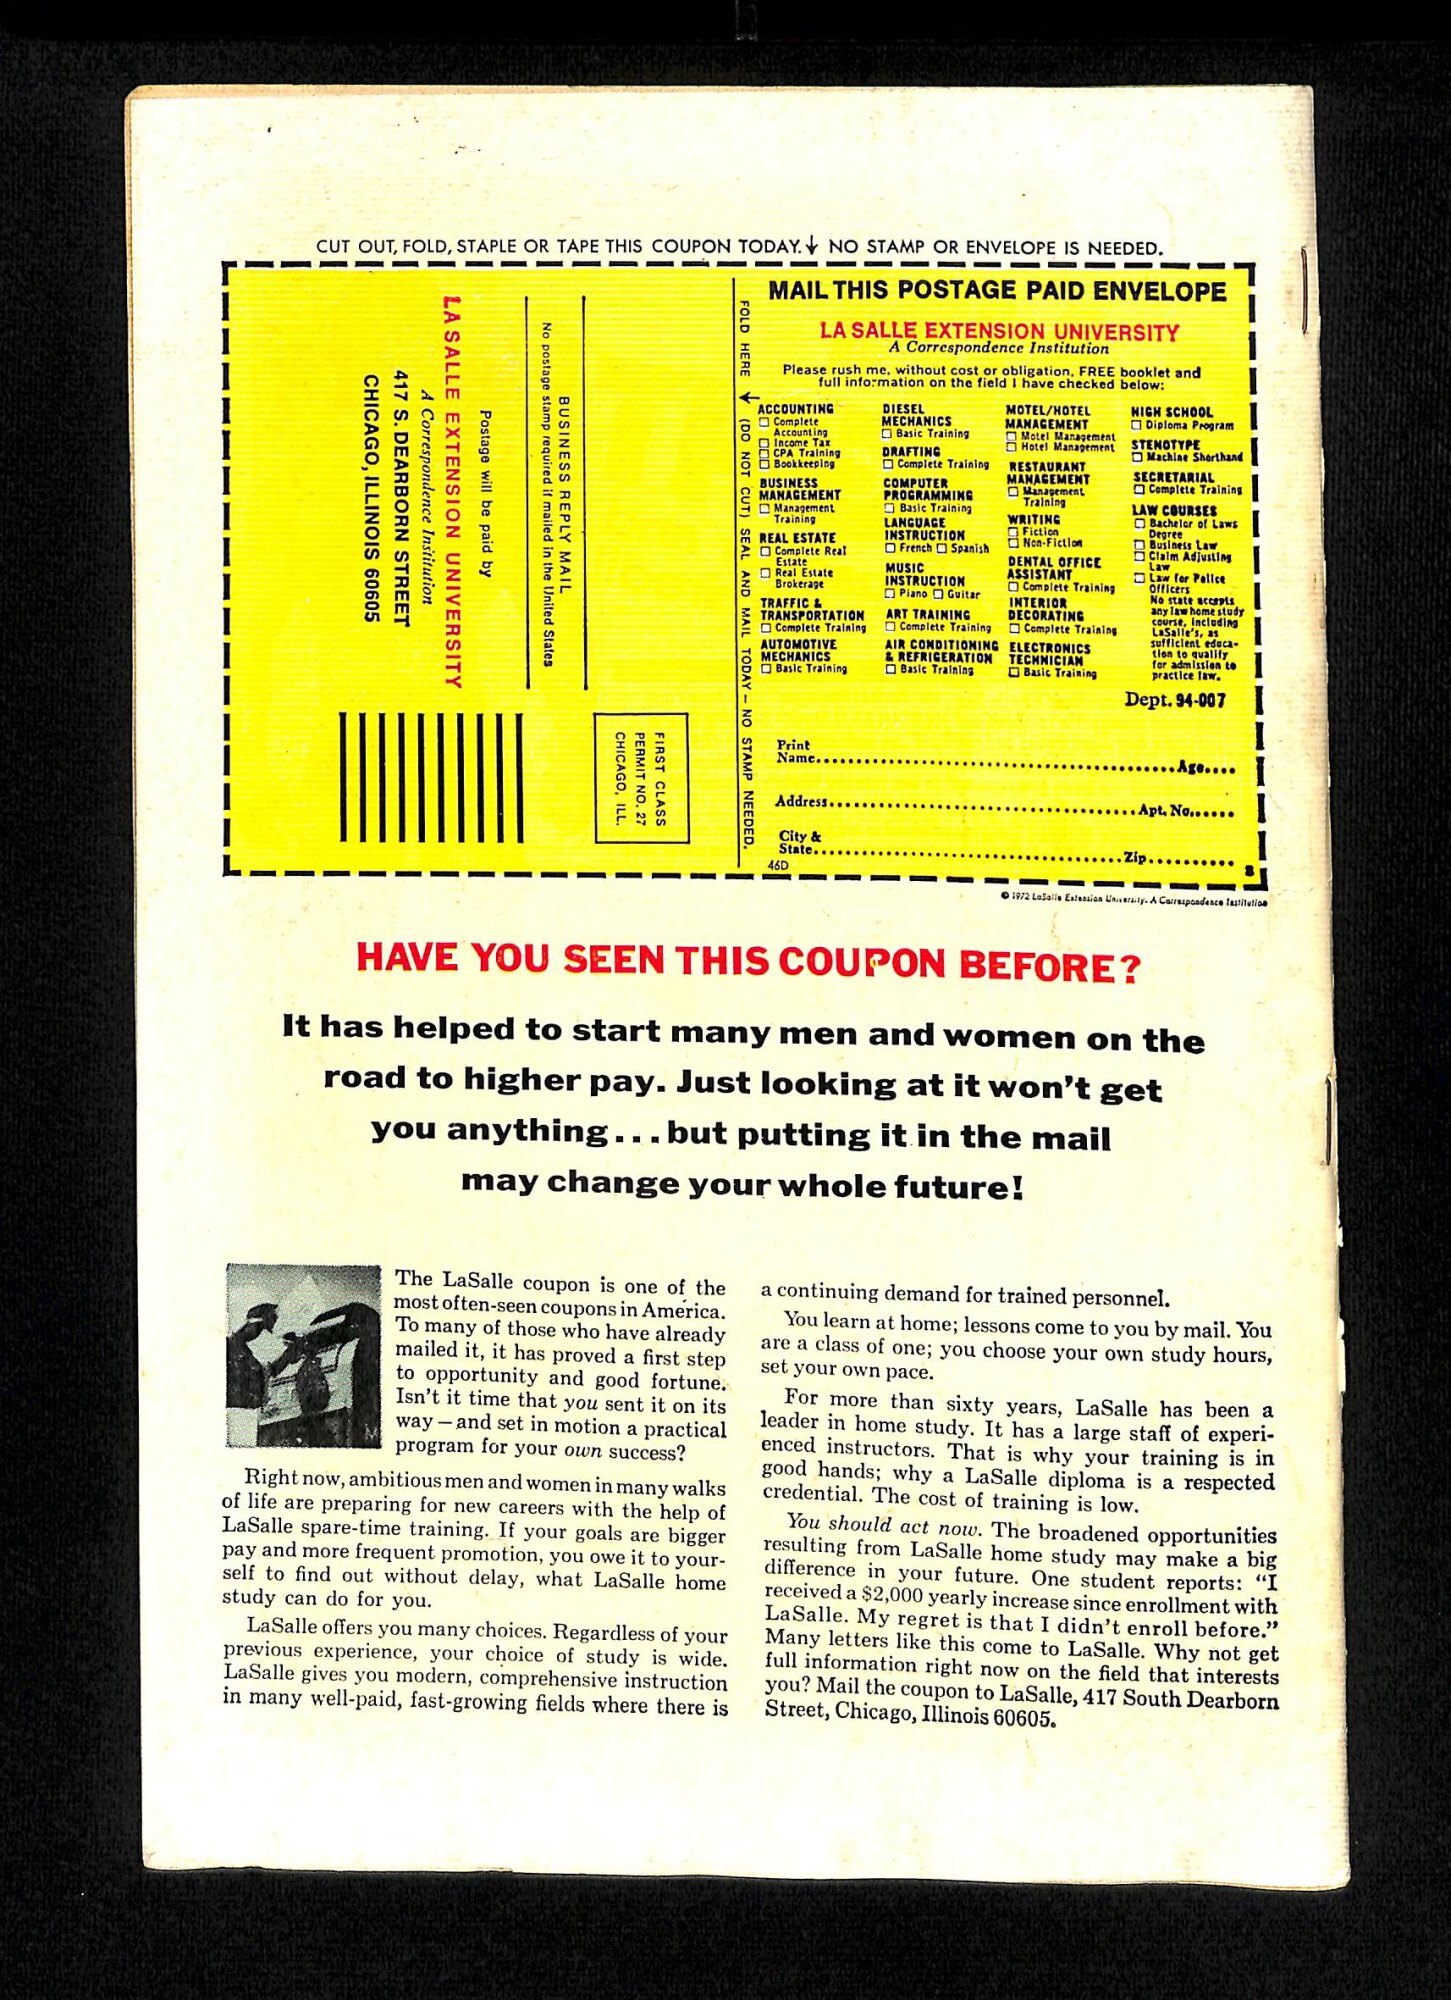 CUT OUT, FOLD, STAPLE OR TAPE THIS COUPON TODAY. ↓ NO STAMP OR ENVELOPE IS NEEDED.
BUSINESS REPLY MAIL
No postage stamp required if mailed in the United States
Postage will be paid by
LA SALLE EXTENSION UNIVERSITY
A Correspondence Institution
417 S. DEARBORN STREET
CHICAGO, ILLINOIS 60605
FIRST CLASS
PERMIT NO. 27
CHICAGO, ILL.
FOLD HERE ↓ (DO NOT CUT) SEAL AND MAIL TODAY – NO STAMP NEEDED.
MAIL THIS POSTAGE PAID ENVELOPE
LA SALLE EXTENSION UNIVERSITY
A Correspondence Institution
Please rush me, without cost or obligation, FREE booklet and
full information on the field I have checked below:
ACCOUNTING
☐ Complete
Accounting
☐ Income Tax
☐ CPA Training
☐ Bookkeeping
BUSINESS
MANAGEMENT
☐ Management
Training
REAL ESTATE
☐ Complete Real
Estate
☐ Real Estate
Brokerage
TRAFFIC &
TRANSPORTATION
☐ Complete Training
AUTOMOTIVE
MECHANICS
☐ Basic Training
DIESEL
MECHANICS
☐ Basic Training
DRAFTING
☐ Complete Training
COMPUTER
PROGRAMMING
☐ Basic Training
LANGUAGE
INSTRUCTION
☐ French ☐ Spanish
MUSIC
INSTRUCTION
☐ Piano ☐ Guitar
ART TRAINING
☐ Complete Training
AIR CONDITIONING
& REFRIGERATION
☐ Basic Training
MOTEL/HOTEL
MANAGEMENT
☐ Motel Management
☐ Hotel Management
RESTAURANT
MANAGEMENT
☐ Management
Training
WRITING
☐ Fiction
☐ Non-Fiction
DENTAL OFFICE
ASSISTANT
☐ Complete Training
INTERIOR
DECORATING
☐ Complete Training
ELECTRONICS
TECHNICIAN
☐ Basic Training
HIGH SCHOOL
☐ Diploma Program
STENOTYPE
☐ Machine Shorthand
SECRETARIAL
☐ Complete Training
LAW COURSES
☐ Bachelor of Laws
Degree
☐ Business Law
☐ Claim Adjusting
Law
☐ Law for Police
Officers
No state accepts
any law home study
course, including
LaSalle's, as
sufficient educa-
tion to qualify
for admission to
practice law.
Dept. 94-007
Print
Name........ Age....
Address........ Apt. No......
City &
State........ Zip..........
46D
8
© 1972 LaSalle Extension University. A Correspondence Institution
HAVE YOU SEEN THIS COUPON BEFORE?
It has helped to start many men and women on the
road to higher pay. Just looking at it won't get
you anything...but putting it in the mail
may change your whole future!
The LaSalle coupon is one of the
most often-seen coupons in America.
To many of those who have already
mailed it, it has proved a first step
to opportunity and good fortune.
Isn't it time that you sent it on its
way – and set in motion a practical
program for your own success?
Right now, ambitious men and women in many walks
of life are preparing for new careers with the help of
LaSalle spare-time training. If your goals are bigger
pay and more frequent promotion, you owe it to your-
self to find out without delay, what LaSalle home
study can do for you.
LaSalle offers you many choices. Regardless of your
previous experience, your choice of study is wide.
LaSalle gives you modern, comprehensive instruction
in many well-paid, fast-growing fields where there is
a continuing demand for trained personnel.
You learn at home; lessons come to you by mail. You
are a class of one; you choose your own study hours,
set your own pace.
For more than sixty years, LaSalle has been a
leader in home study. It has a large staff of experi-
enced instructors. That is why your training is in
good hands; why a LaSalle diploma is a respected
credential. The cost of training is low.
You should act now. The broadened opportunities
resulting from LaSalle home study may make a big
difference in your future. One student reports: "I
received a $2,000 yearly increase since enrollment with
LaSalle. My regret is that I didn't enroll before."
Many letters like this come to LaSalle. Why not get
full information right now on the field that interests
you? Mail the coupon to LaSalle, 417 South Dearborn
Street, Chicago, Illinois 60605.